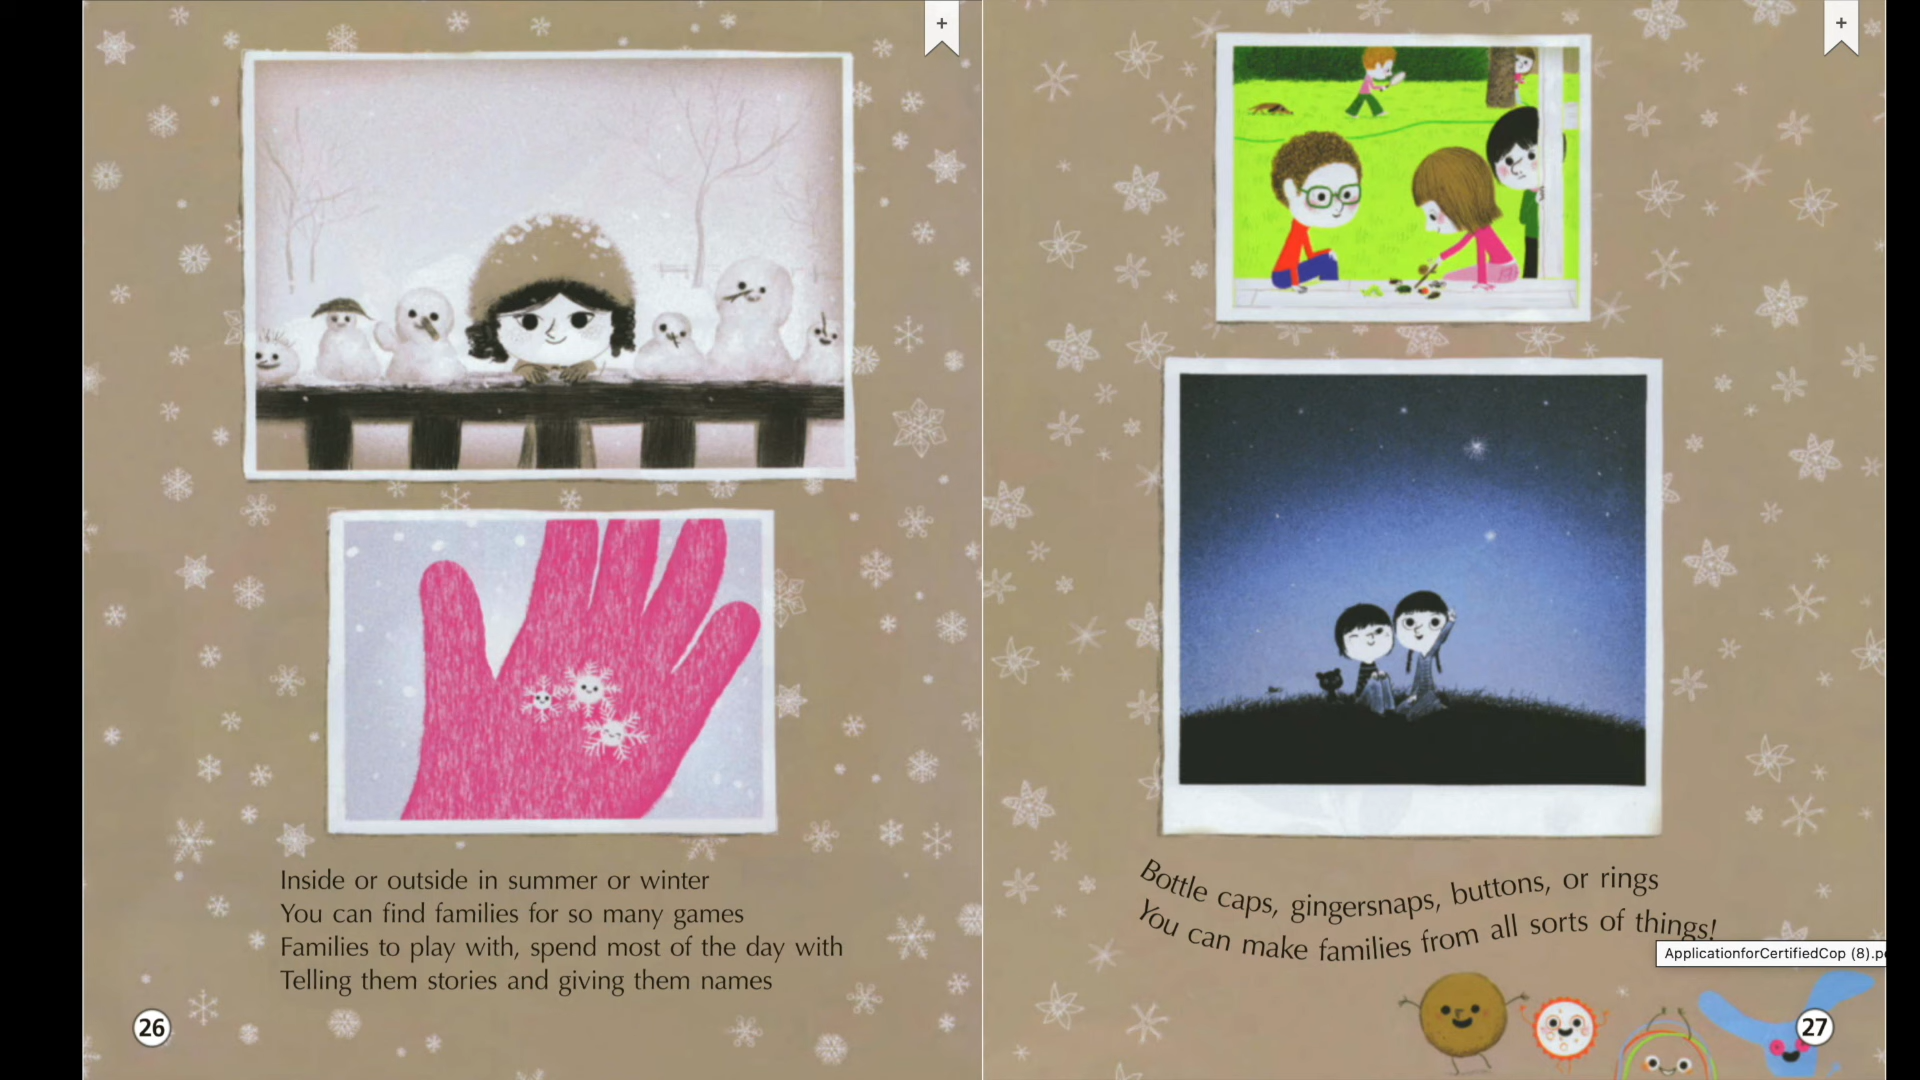 Inside or outside in summer or winter
You can find families for so many games
Families to play with, spend most of the day with
Telling them stories and giving them names
26
Bottle caps, gingersnaps, buttons, or rings
You can make families from all sorts of things!
ApplicationforCertifiedCop (8).p
27